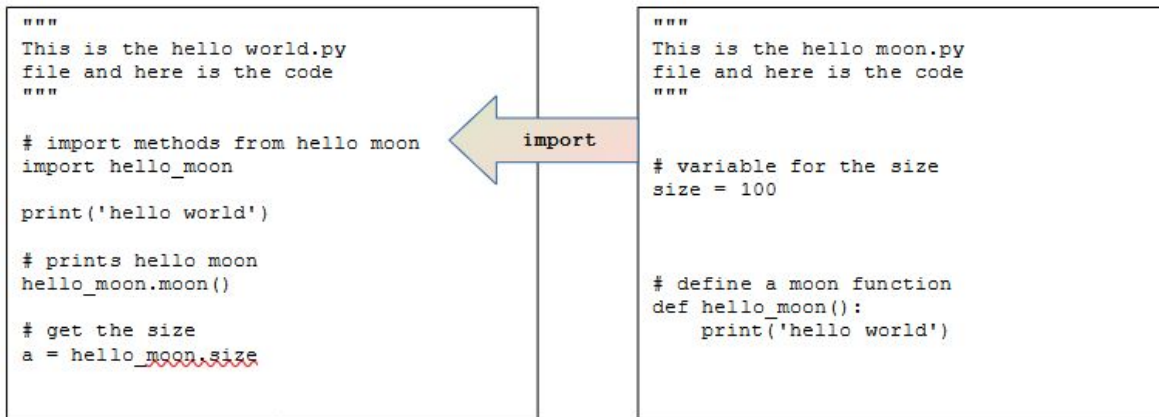 """
This is the hello world.py
file and here is the code
"""
# import methods from hello moon
import hello_moon
print('hello world')
# prints hello moon
hello_moon.moon()
# get the size
a = hello_moon.size
import
"""
This is the hello moon.py
file and here is the code
"""
# variable for the size
size = 100
# define a moon function
def hello_moon():
    print('hello world')